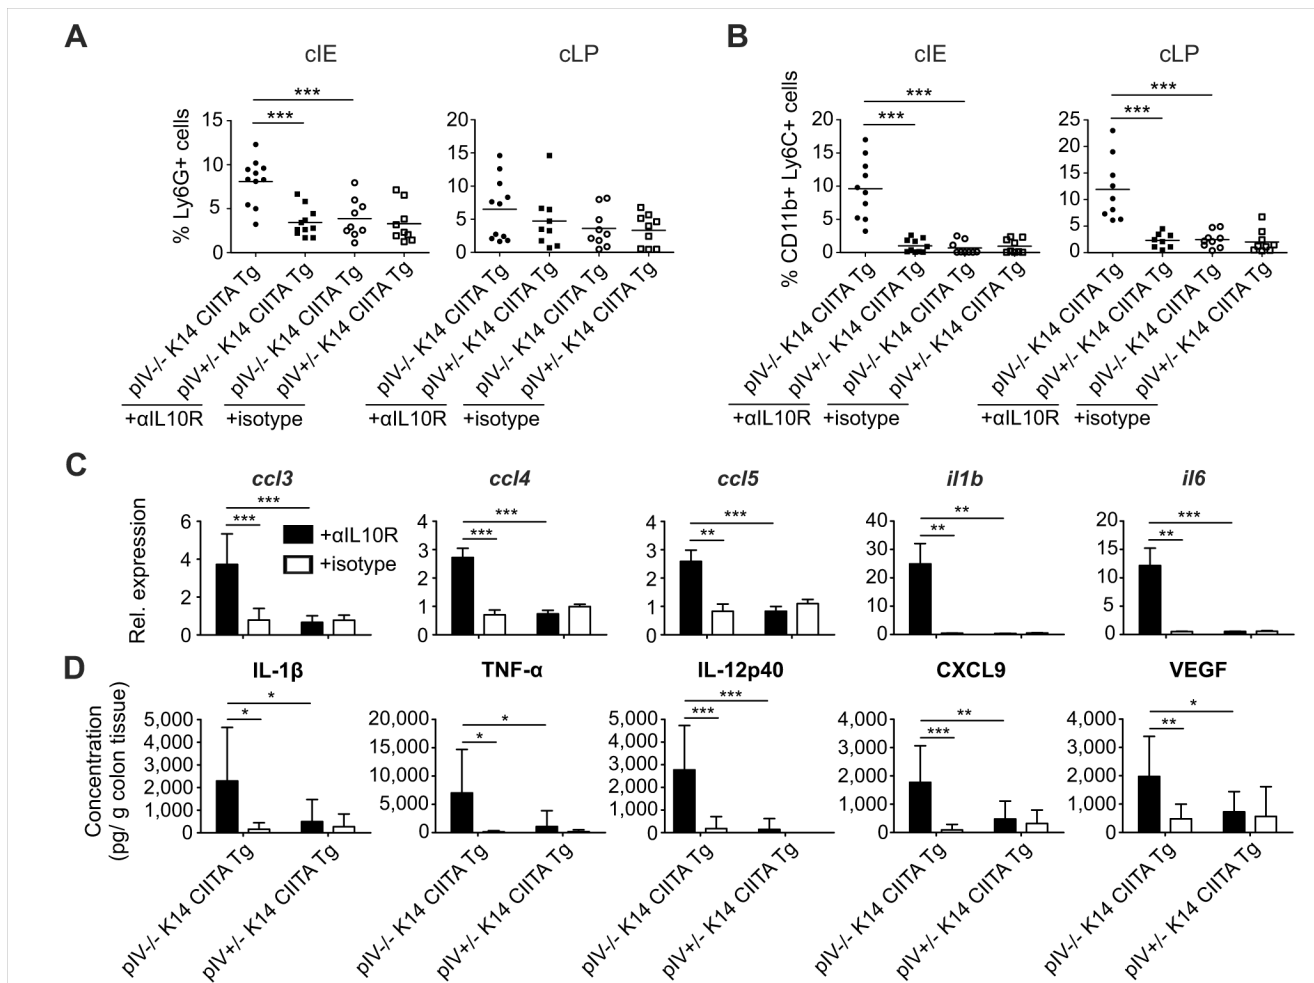 A
B
cIE
cLP
cIE
cLP
% Ly6G+ cells
*** ***
15
10
5
0
20
15
10
5
0
% CD11b+ Ly6C+ cells
*** ***
20
15
10
5
0
*** ***
25
20
15
10
5
0
pIV-/- K14 CIITA Tg
pIV+/- K14 CIITA Tg
pIV-/- K14 CIITA Tg
pIV+/- K14 CIITA Tg
pIV-/- K14 CIITA Tg
pIV+/- K14 CIITA Tg
pIV-/- K14 CIITA Tg
pIV+/- K14 CIITA Tg
pIV-/- K14 CIITA Tg
pIV+/- K14 CIITA Tg
pIV-/- K14 CIITA Tg
pIV+/- K14 CIITA Tg
pIV-/- K14 CIITA Tg
pIV+/- K14 CIITA Tg
pIV-/- K14 CIITA Tg
pIV+/- K14 CIITA Tg
+αIL10R +isotype +αIL10R +isotype +αIL10R +isotype +αIL10R +isotype
C
ccl3 ccl4 ccl5 il1b il6
Rel. expression
*** ***
6
4
2
0
+αIL10R
+isotype
*** ***
4
3
2
1
0
*** **
4
3
2
1
0
** **
40
30
20
10
0
*** **
20
15
10
5
0
D
IL-1β TNF-α IL-12p40 CXCL9 VEGF
Concentration
(pg/ g colon tissue)
* *
5,000
4,000
3,000
2,000
1,000
0
* *
20,000
15,000
10,000
5,000
0
*** ***
5,000
4,000
3,000
2,000
1,000
0
** ***
4,000
3,000
2,000
1,000
0
* **
4,000
3,000
2,000
1,000
0
pIV-/- K14 CIITA Tg
pIV+/- K14 CIITA Tg
pIV-/- K14 CIITA Tg
pIV+/- K14 CIITA Tg
pIV-/- K14 CIITA Tg
pIV+/- K14 CIITA Tg
pIV-/- K14 CIITA Tg
pIV+/- K14 CIITA Tg
pIV-/- K14 CIITA Tg
pIV+/- K14 CIITA Tg